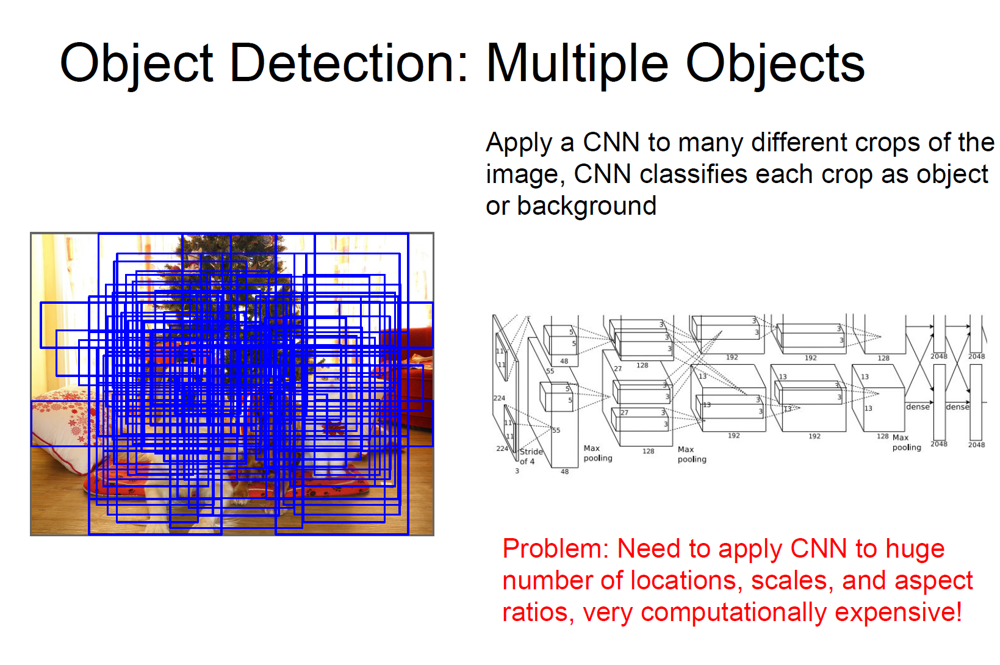 Object Detection: Multiple Objects
Apply a CNN to many different crops of the
image, CNN classifies each crop as object
or background
11
11
5
5
48
3
3
3
128
3
3
192
3
3
192
128
2048
2048
224
55
27
13
13
13
5
5
3
3
3
3
3
3
13
13
13
dense
dense
11
11
55
27
3
3
192
192
128
Max
pooling
2048
2048
224
Stride
of 4
Max
pooling
128
Max
pooling
3
48
Problem: Need to apply CNN to huge
number of locations, scales, and aspect
ratios, very computationally expensive!